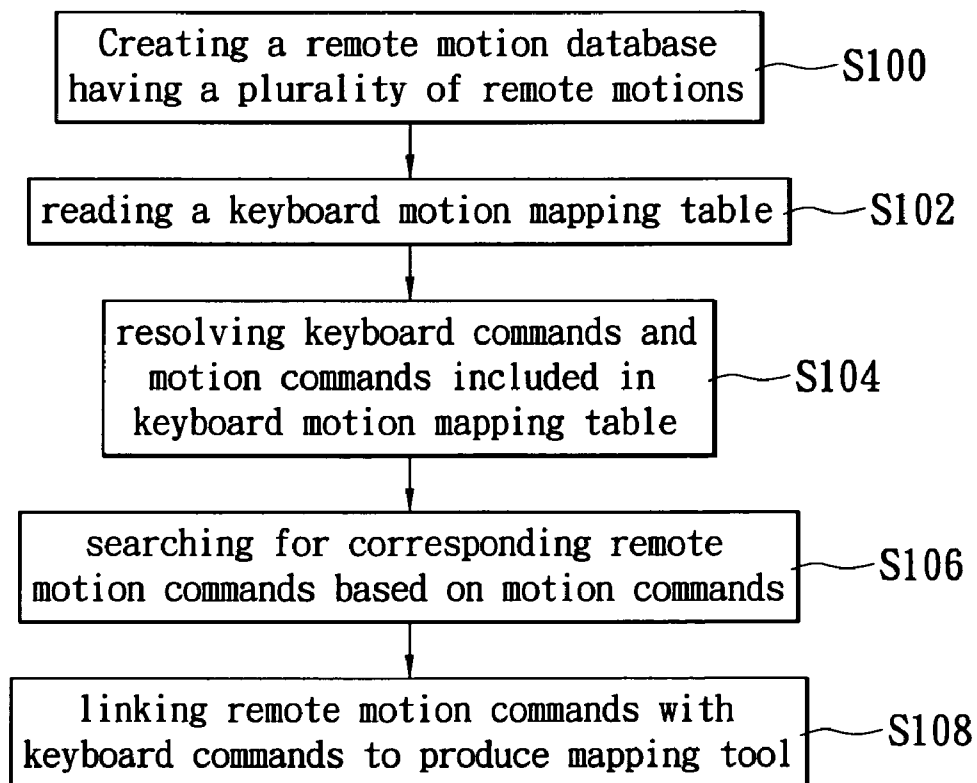 Creating a remote motion database
having a plurality of remote motions
S100
reading a keyboard motion mapping table
S102
resolving keyboard commands and
motion commands included in
keyboard motion mapping table
S104
searching for corresponding remote
motion commands based on motion commands
S106
linking remote motion commands with
keyboard commands to produce mapping tool
S108